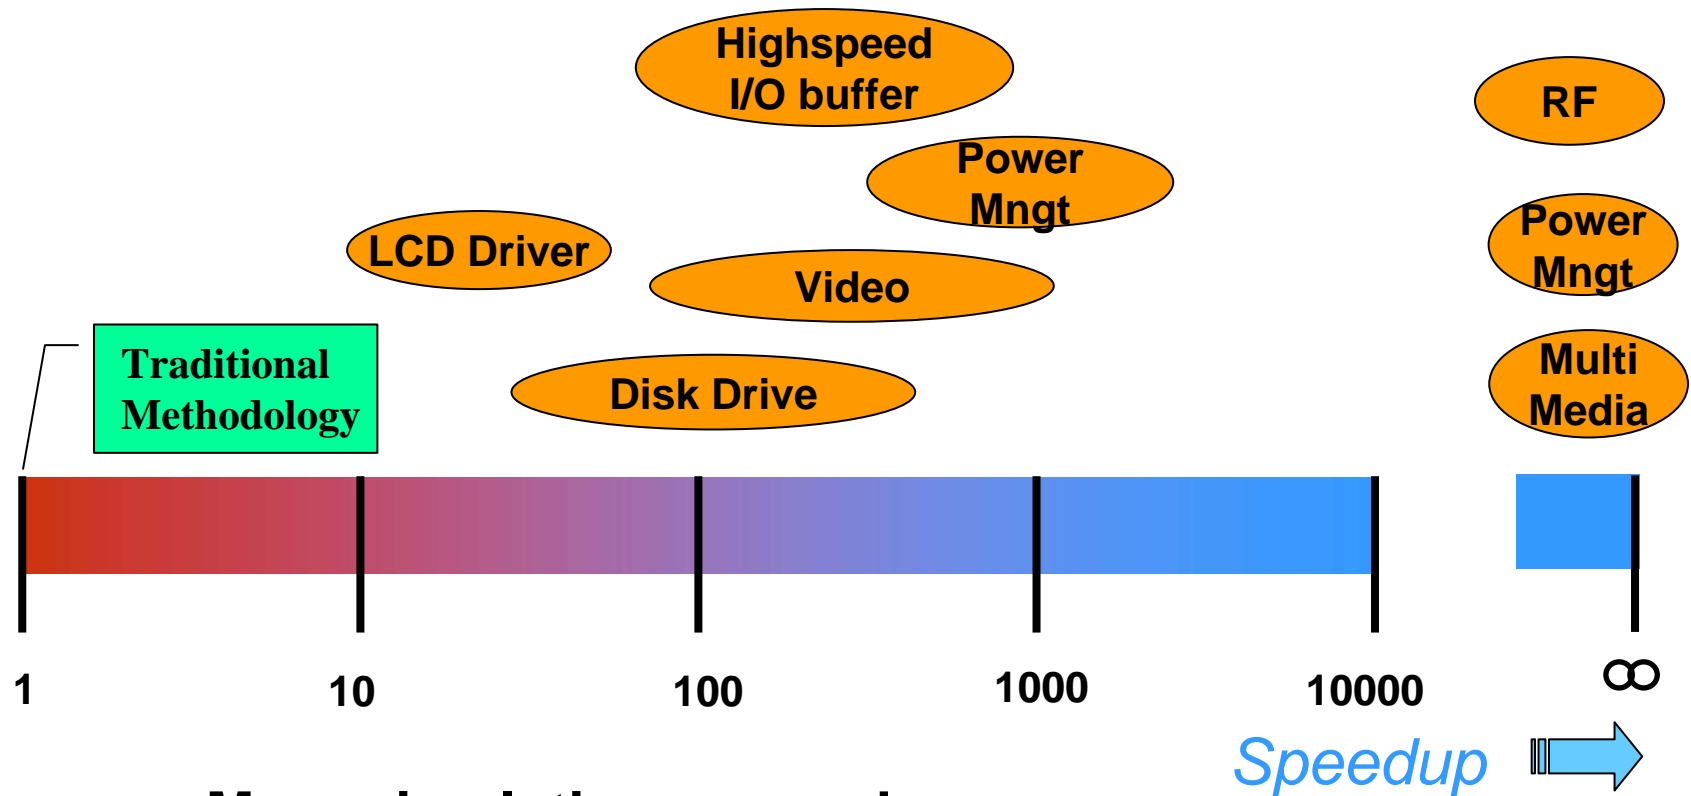 Highspeed
I/O buffer
RF
Power
Mngt
Power
Mngt
LCD Driver
Video
Traditional
Methodology
Disk Drive
Multi
Media
1
10
100
1000
10000
∞
Speedup